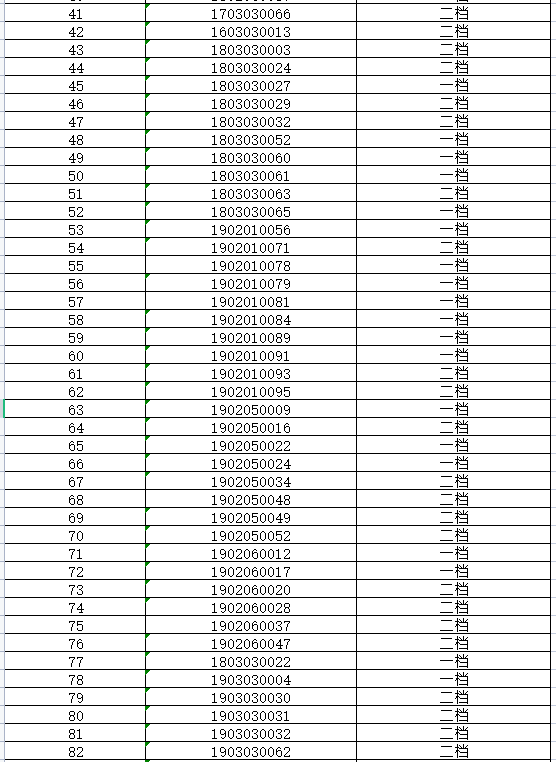 41 1703030066 二档
42 1603030013 二档
43 1803030003 二档
44 1803030024 二档
45 1803030027 一档
46 1803030029 二档
47 1803030032 二档
48 1803030052 一档
49 1803030060 一档
50 1803030061 一档
51 1803030063 二档
52 1803030065 一档
53 1902010056 一档
54 1902010071 二档
55 1902010078 一档
56 1902010079 一档
57 1902010081 一档
58 1902010084 一档
59 1902010089 一档
60 1902010091 一档
61 1902010093 二档
62 1902010095 二档
63 1902050009 一档
64 1902050016 二档
65 1902050022 一档
66 1902050024 一档
67 1902050034 二档
68 1902050048 二档
69 1902050049 二档
70 1902050052 二档
71 1902060012 一档
72 1902060017 一档
73 1902060020 二档
74 1902060028 二档
75 1902060037 二档
76 1902060047 二档
77 1803030022 一档
78 1903030004 一档
79 1903030030 二档
80 1903030031 二档
81 1903030032 二档
82 1903030062 二档